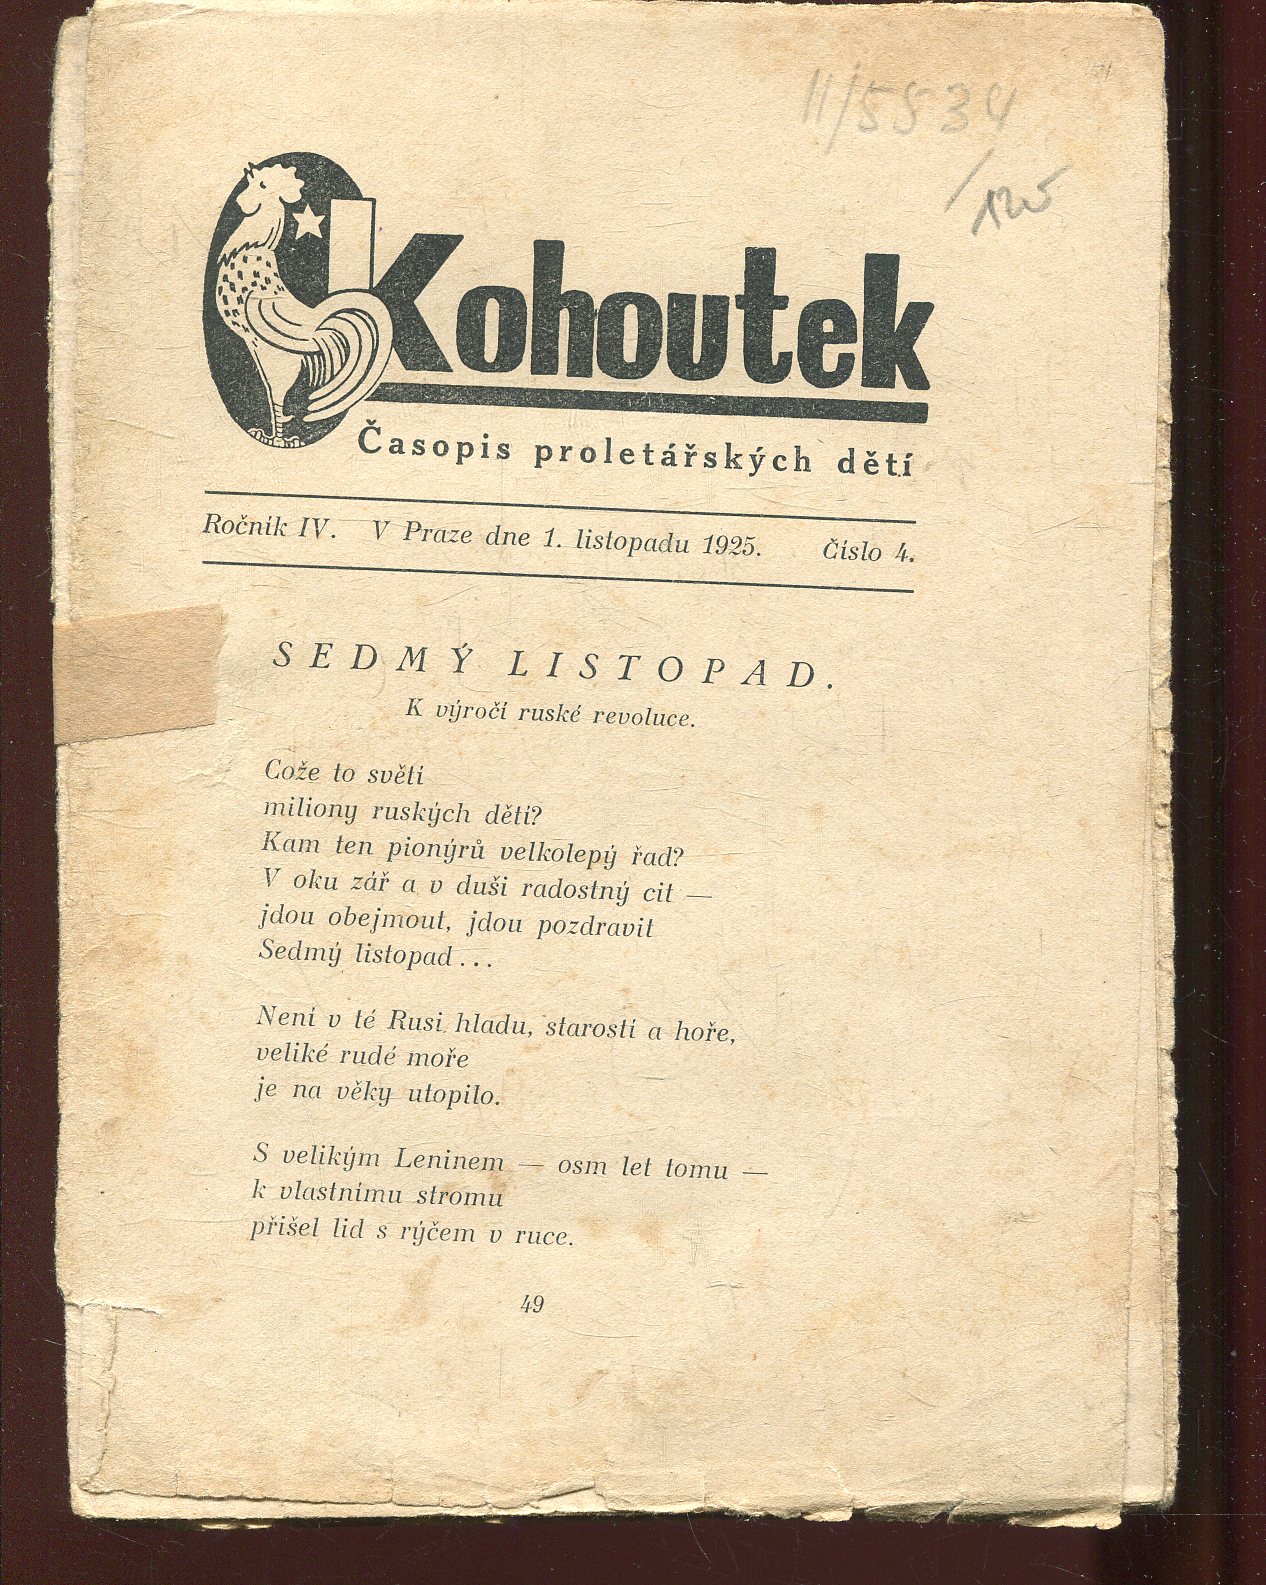 11/5534
Kohoutek
Časopis proletářských dětí
Ročník IV. V Praze dne 1. listopadu 1925. Číslo 4.
SEDMÝ LISTOPAD.
K výročí ruské revoluce.
Cože to světí
miliony ruských dětí?
Kam ten pionýrů velkolepý řad?
V oku zář a v duši radostný cit —
jdou obejmout, jdou pozdravit
Sedmý listopad...
Není v té Rusi hladu, starostí a hoře,
veliké rudé moře
je na věky utopilo.
S velikým Leninem — osm let tomu —
k vlastnímu stromu
přišel lid s rýčem v ruce.
49